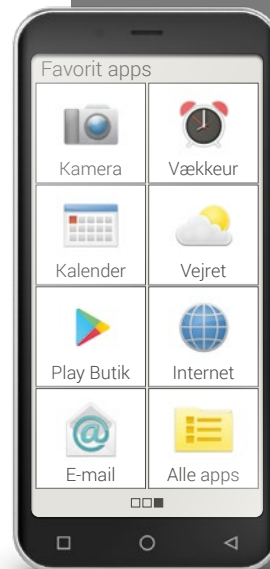 Favorit apps
Kamera
Vækkeur
Kalender
Vejret
Play Butik
Internet
E-mail
Alle apps